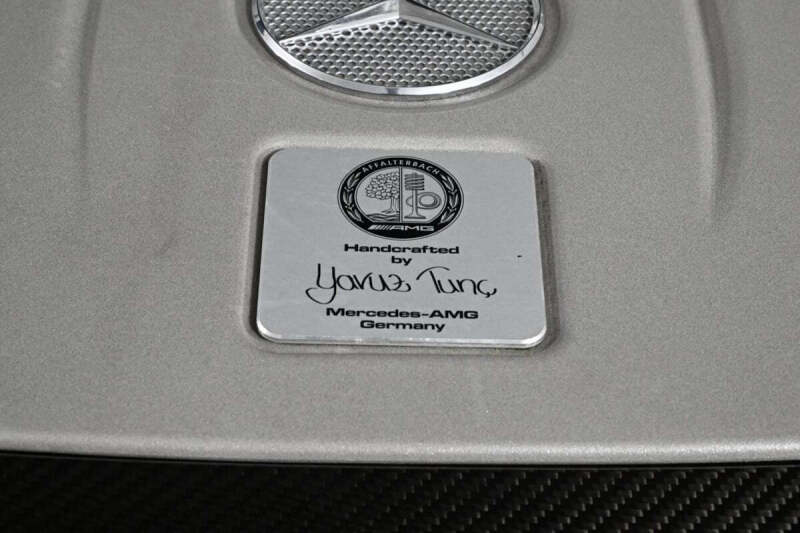 AFFALTERBACH
AMG
Handcrafted
by
Yavuz Tunç
Mercedes-AMG
Germany